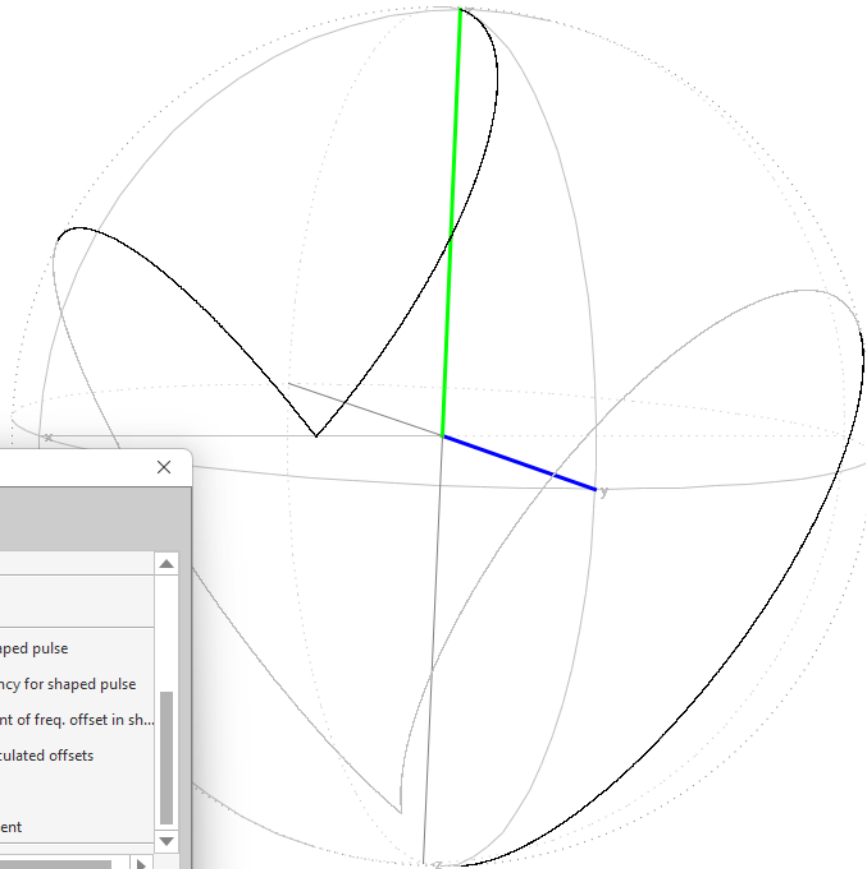 x
y
aped pulse
ncy for shaped pulse
nt of freq. offset in sh...
culated offsets
ent
-z